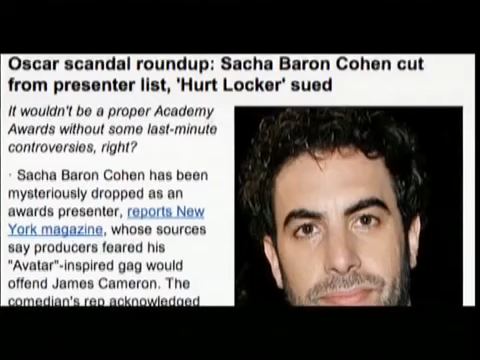 Oscar scandal roundup: Sacha Baron Cohen cut
from presenter list, 'Hurt Locker' sued
It wouldn't be a proper Academy
Awards without some last-minute
controversies, right?
· Sacha Baron Cohen has been
mysteriously dropped as an
awards presenter, reports New
York magazine, whose sources
say producers feared his
"Avatar"-inspired gag would
offend James Cameron. The
comedian's rep acknowledged